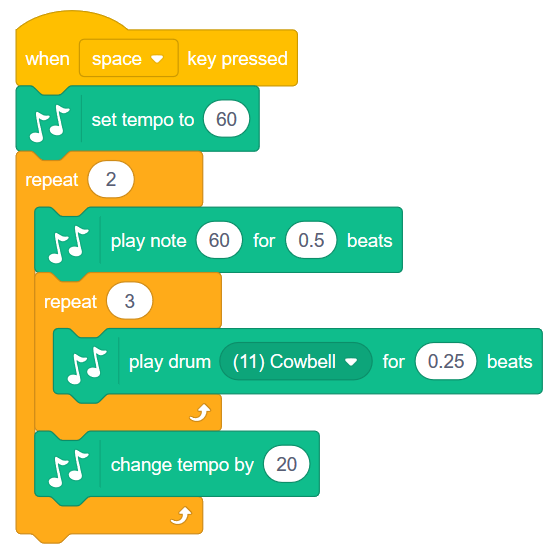 when space key pressed
set tempo to 60
repeat 2
play note 60 for 0.5 beats
repeat 3
play drum (11) Cowbell for 0.25 beats
change tempo by 20